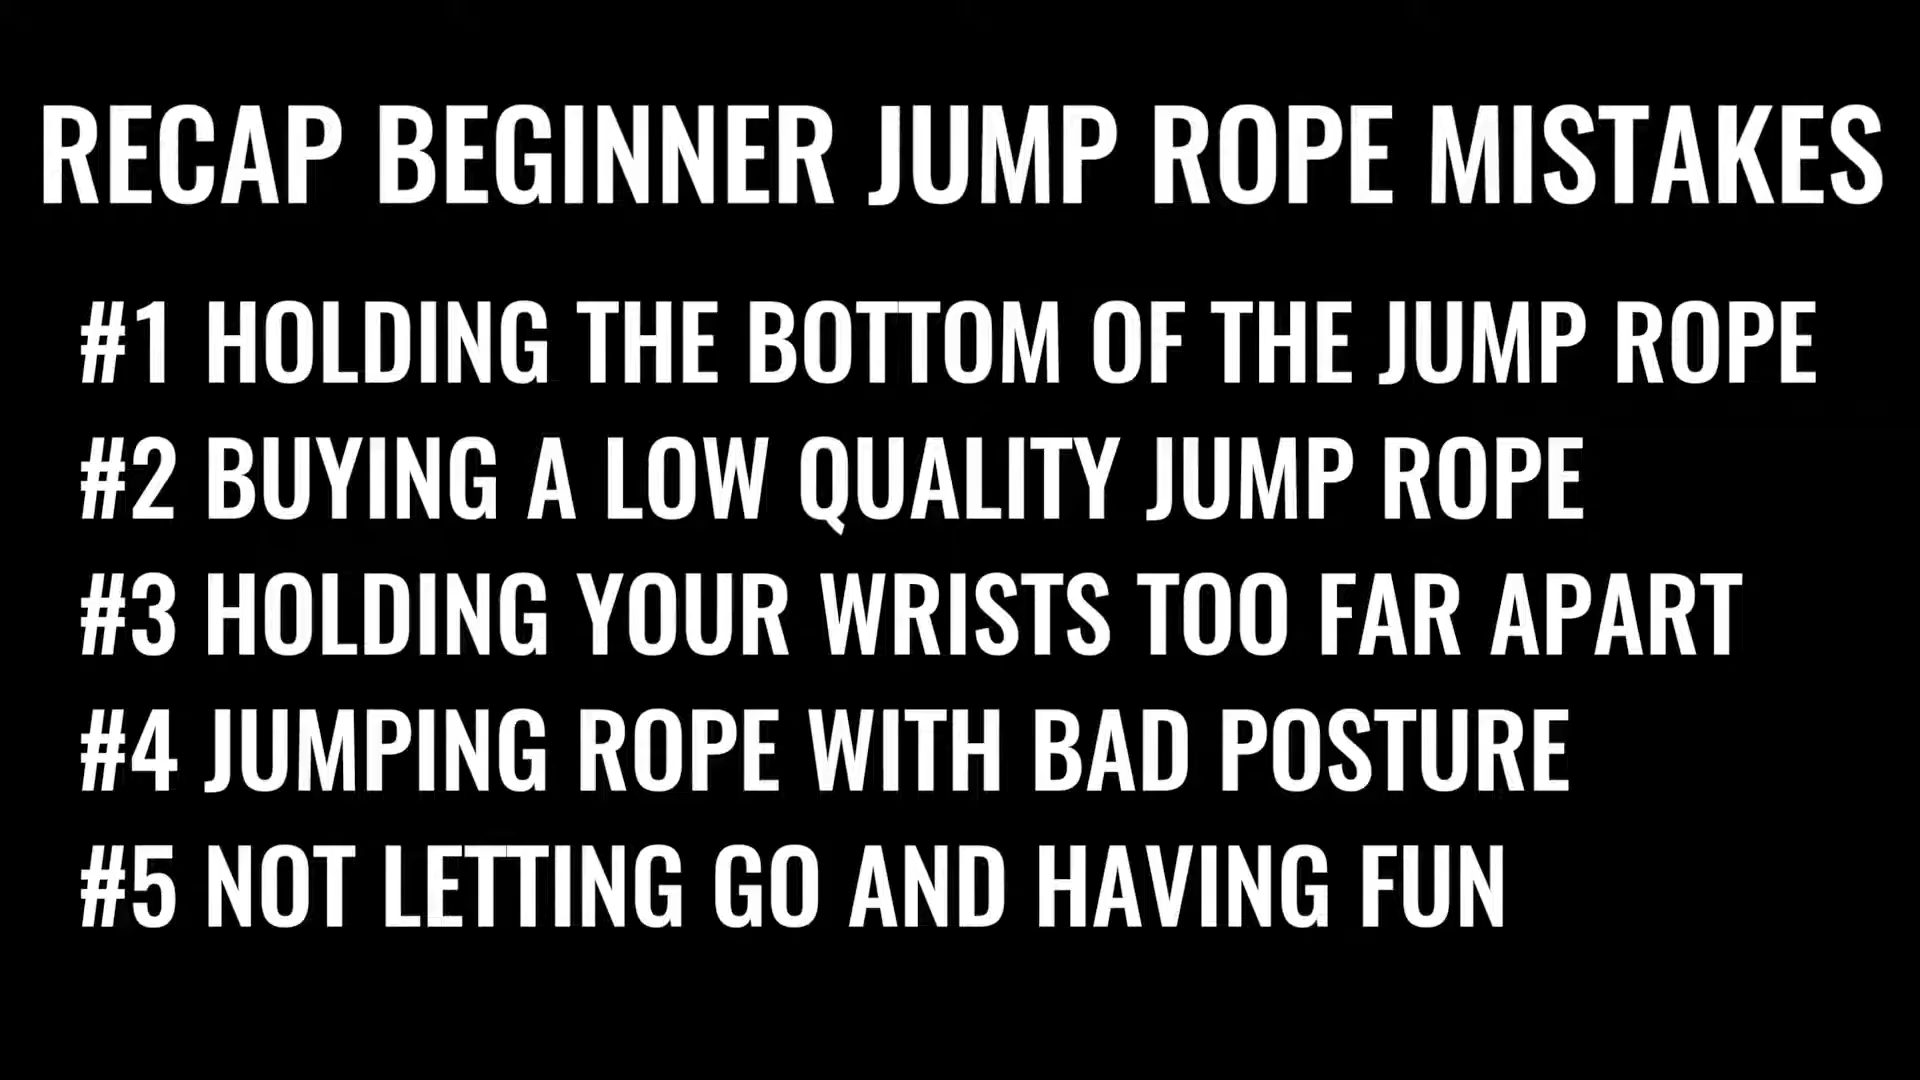 RECAP BEGINNER JUMP ROPE MISTAKES
#1 HOLDING THE BOTTOM OF THE JUMP ROPE
#2 BUYING A LOW QUALITY JUMP ROPE
#3 HOLDING YOUR WRISTS TOO FAR APART
#4 JUMPING ROPE WITH BAD POSTURE
#5 NOT LETTING GO AND HAVING FUN